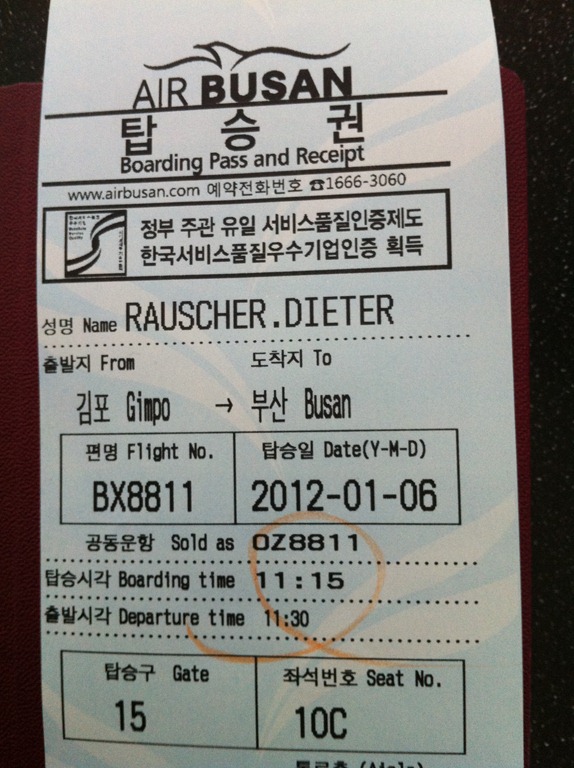 AIR BUSAN
탑 승 권
Boarding Pass and Receipt
www.airbusan.com 예약전화번호 ☎1666-3060
정부 주관 유일 서비스품질인증제도
한국서비스품질우수기업인증 획득
성명 Name RAUSCHER.DIETER
출발지 From 도착지 To
김포 Gimpo → 부산 Busan
편명 Flight No. 탑승일 Date(Y-M-D)
BX8811 2012-01-06
공동운항 Sold as OZ8811
탑승시각 Boarding time 11:15
출발시각 Departure time 11:30
탑승구 Gate 좌석번호 Seat No.
15 10C